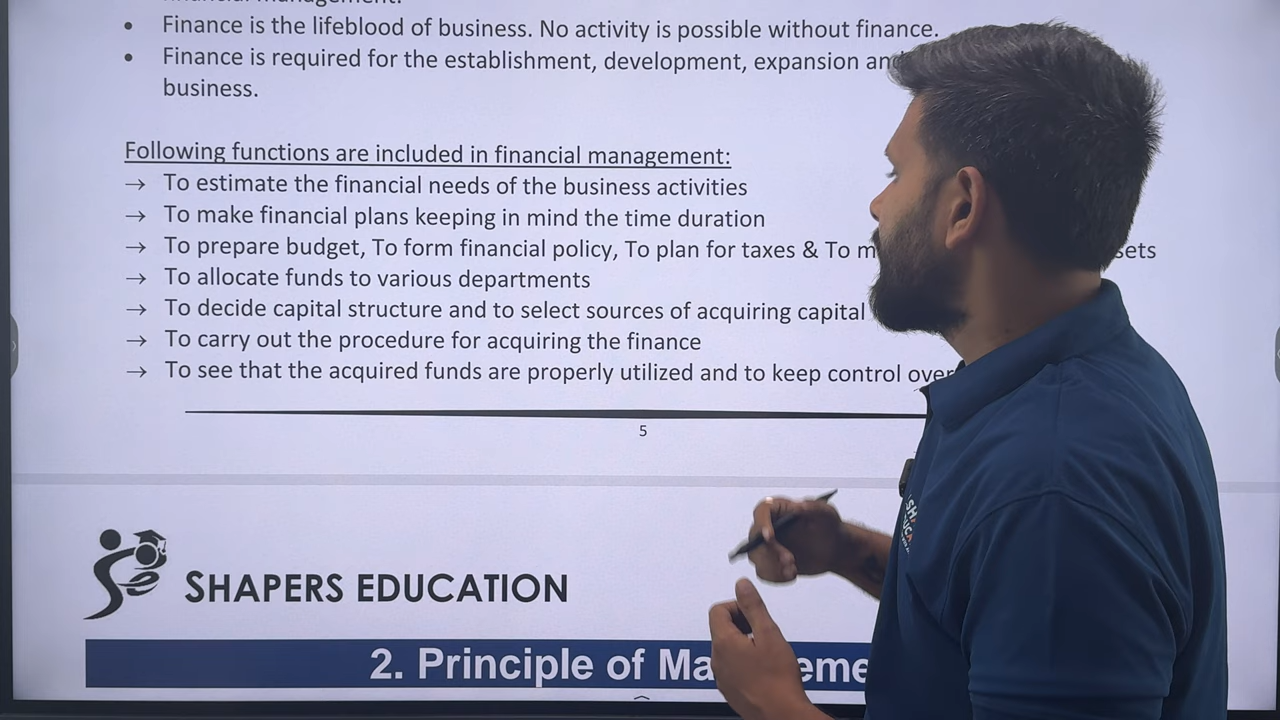 financial management.
• Finance is the lifeblood of business. No activity is possible without finance.
• Finance is required for the establishment, development, expansion and
business.
Following functions are included in financial management:
→ To estimate the financial needs of the business activities
→ To make financial plans keeping in mind the time duration
→ To prepare budget, To form financial policy, To plan for taxes & To m sets
→ To allocate funds to various departments
→ To decide capital structure and to select sources of acquiring capital
→ To carry out the procedure for acquiring the finance
→ To see that the acquired funds are properly utilized and to keep control over
5
SHAPERS EDUCATION
2. Principle of Ma eme